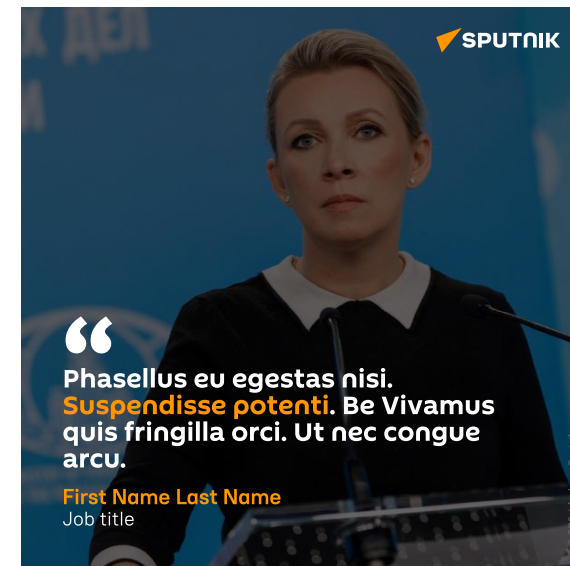 Х ДЕЛ
SPUTNIK
“
Phasellus eu egestas nisi.
Suspendisse potenti. Be Vivamus
quis fringilla orci. Ut nec congue
arcu.
First Name Last Name
Job title